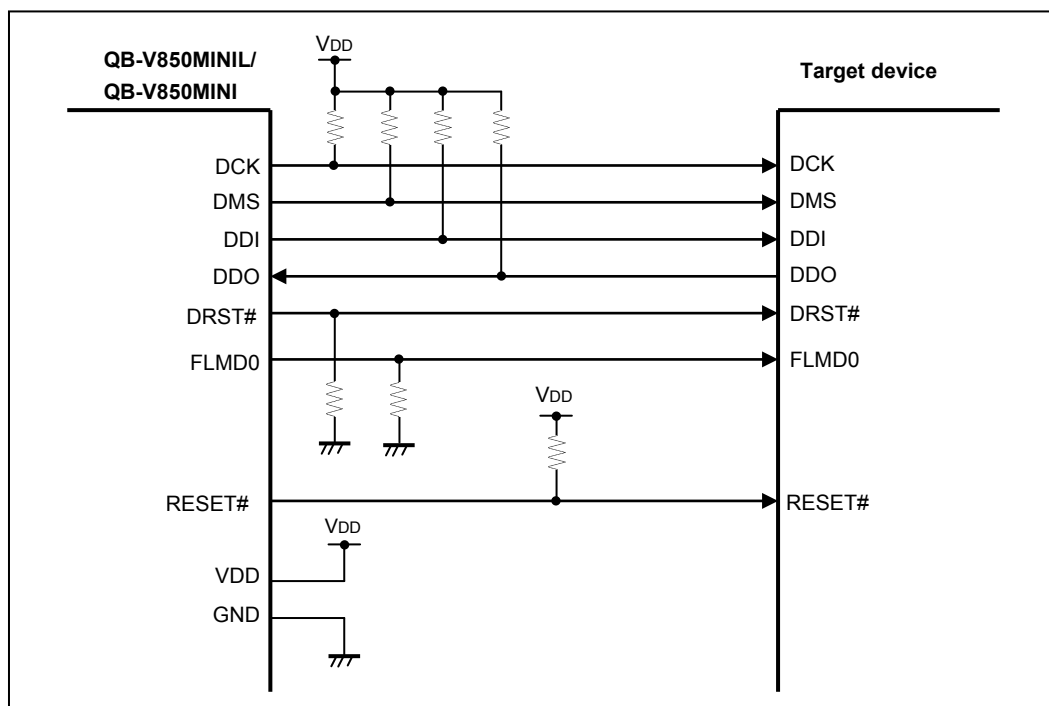 QB-V850MINIL/
QB-V850MINI
VDD
Target device
DCK
DCK
DMS
DMS
DDI
DDI
DDO
DDO
DRST#
DRST#
FLMD0
FLMD0
VDD
RESET#
RESET#
VDD
VDD
GND